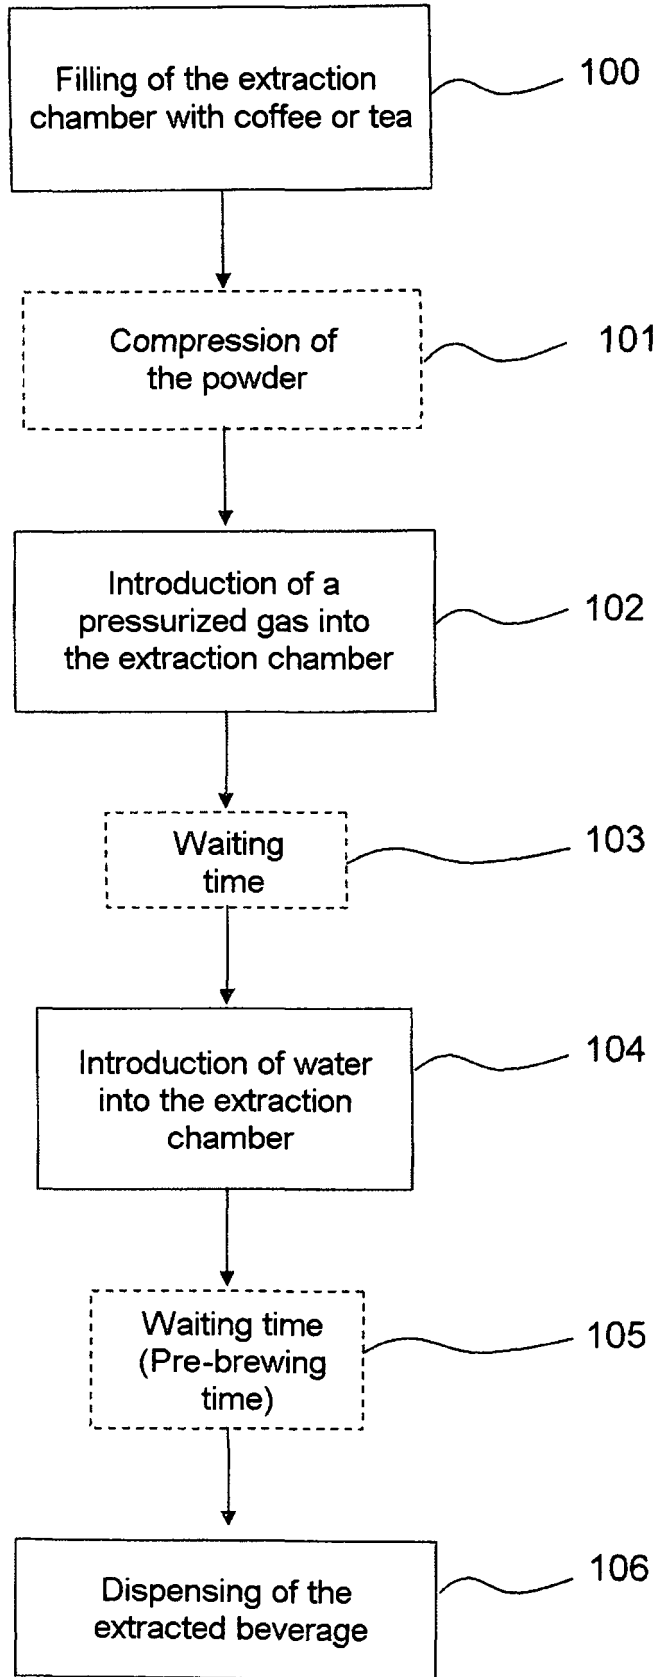 Filling of the extraction
chamber with coffee or tea
100
Compression of
the powder
101
Introduction of a
pressurized gas into
the extraction chamber
102
Waiting
time
103
Introduction of water
into the extraction
chamber
104
Waiting time
(Pre-brewing
time)
105
Dispensing of the
extracted beverage
106